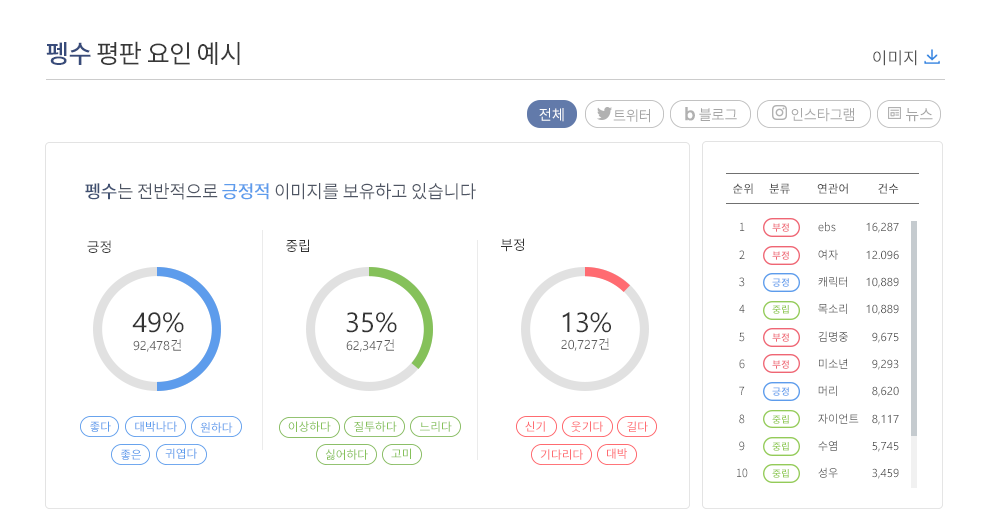 펭수 평판 요인 예시
이미지
전체 트위터 블로그 인스타그램 뉴스
펭수는 전반적으로 긍정적 이미지를 보유하고 있습니다
긍정
49%
92,478건
좋다 대박나다 원하다
좋은 귀엽다
중립
35%
62,347건
이상하다 질투하다 느리다
싫어하다 고미
부정
13%
20,727건
신기 웃기다 길다
기다리다 대박
순위 분류 연관어 건수
1 부정 ebs 16,287
2 부정 여자 12.096
3 긍정 캐릭터 10,889
4 중립 목소리 10,889
5 부정 김명중 9,675
6 부정 미소년 9,293
7 긍정 머리 8,620
8 중립 자이언트 8,117
9 중립 수염 5,745
10 중립 성우 3,459